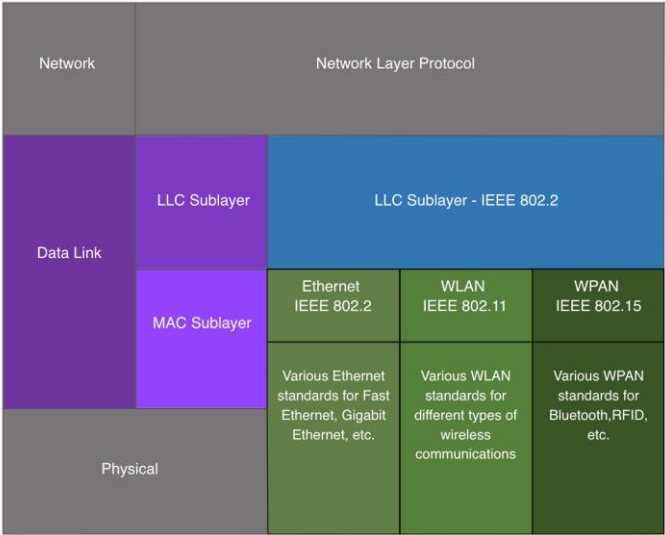 Network
Network Layer Protocol
Data Link
LLC Sublayer
LLC Sublayer - IEEE 802.2
MAC Sublayer
Ethernet
IEEE 802.2
WLAN
IEEE 802.11
WPAN
IEEE 802.15
Various Ethernet
standards for Fast
Ethernet, Gigabit
Ethernet, etc.
Various WLAN
standards for
different types of
wireless
communications
Various WPAN
standards for
Bluetooth,RFID,
etc.
Physical